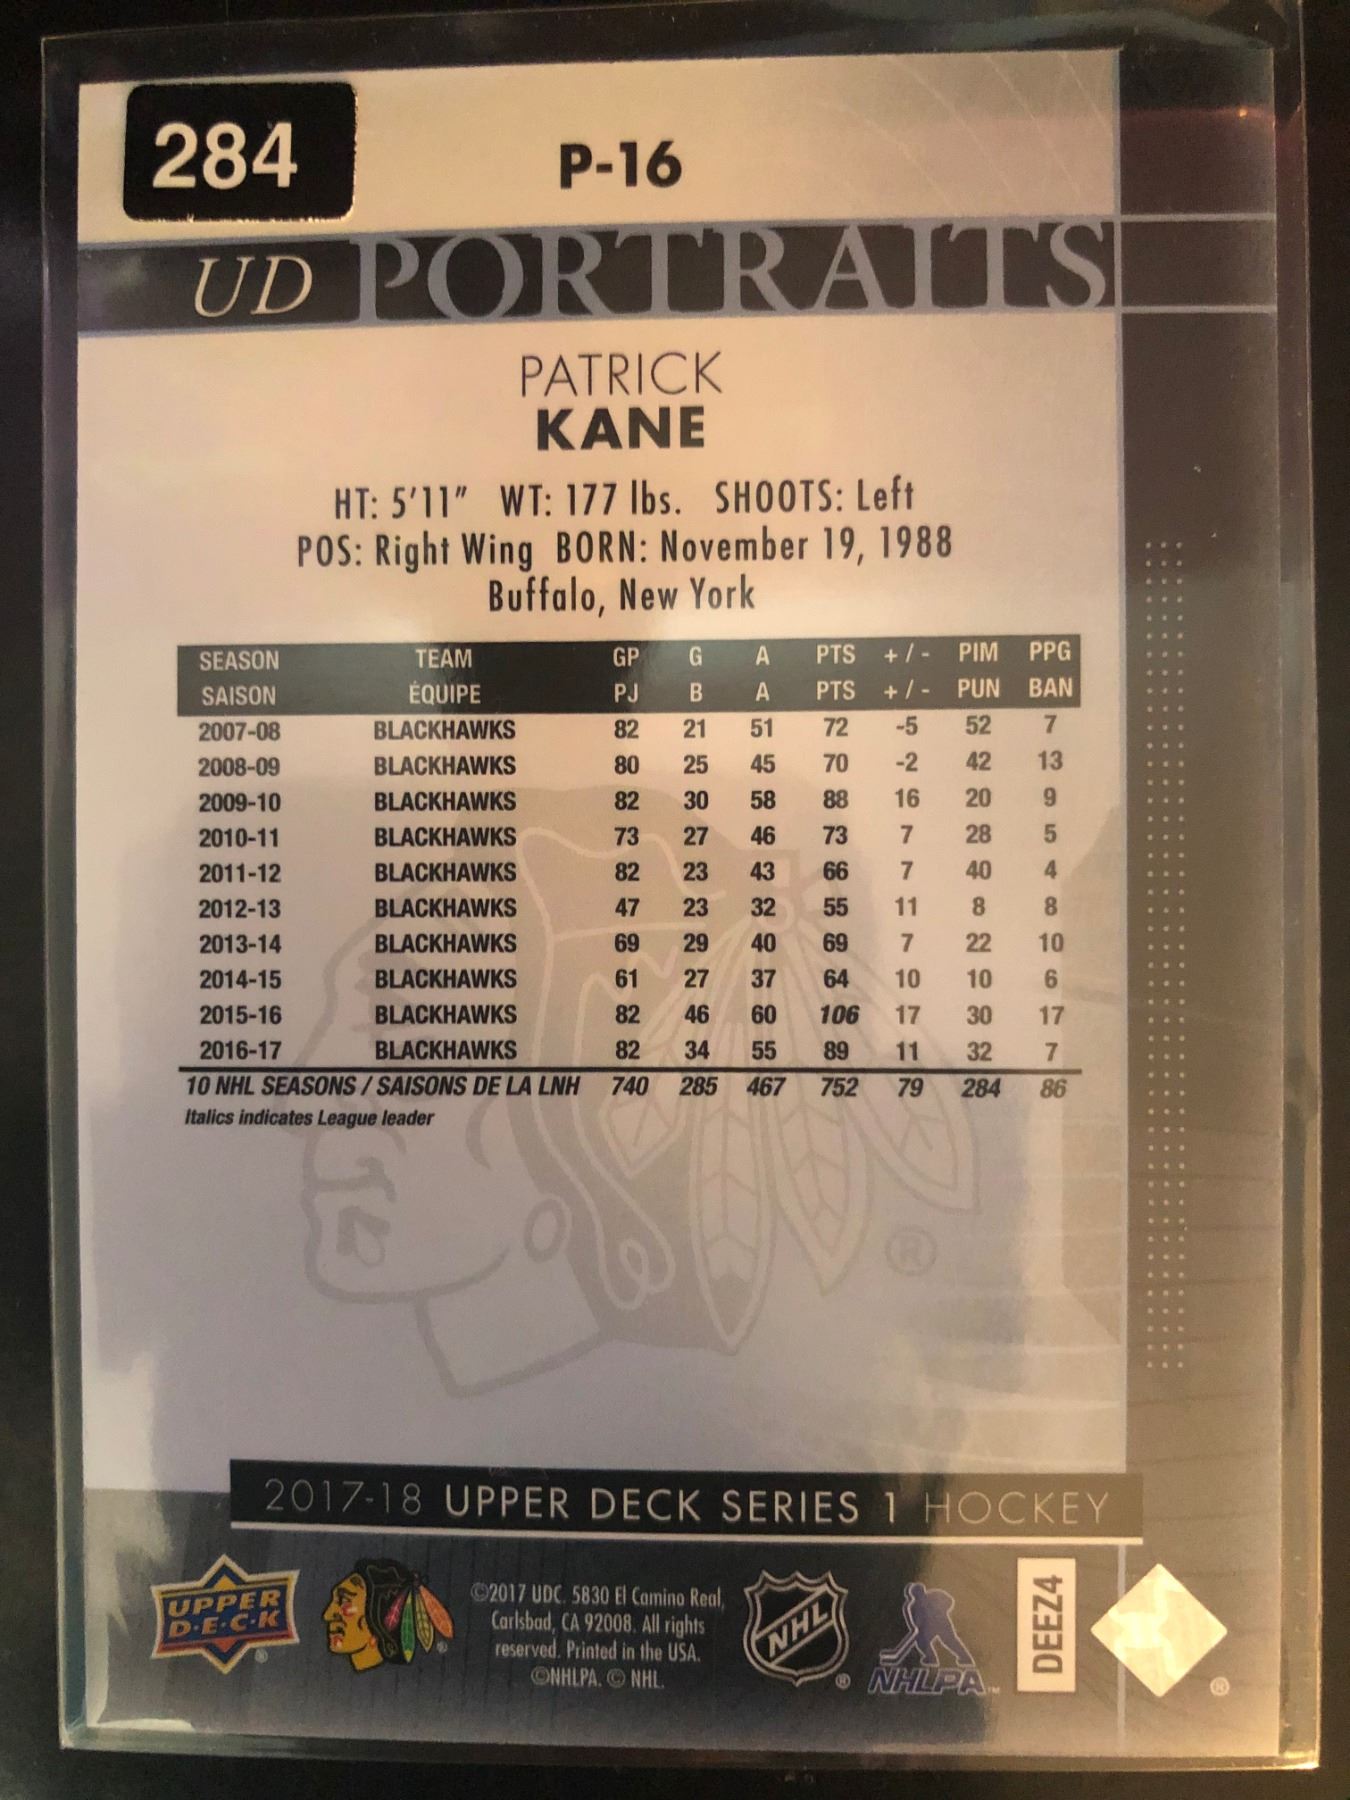 284
P-16
UD PORTRAITS
PATRICK
KANE
HT: 5'11" WT: 177 lbs. SHOOTS: Left
POS: Right Wing BORN: November 19, 1988
Buffalo, New York
SEASON TEAM GP G A PTS +/- PIM PPG
SAISON ÉQUIPE PJ B A PTS +/- PUN BAN
2007-08 BLACKHAWKS 82 21 51 72 -5 52 7
2008-09 BLACKHAWKS 80 25 45 70 -2 42 13
2009-10 BLACKHAWKS 82 30 58 88 16 20 9
2010-11 BLACKHAWKS 73 27 46 73 7 28 5
2011-12 BLACKHAWKS 82 23 43 66 7 40 4
2012-13 BLACKHAWKS 47 23 32 55 11 8 8
2013-14 BLACKHAWKS 69 29 40 69 7 22 10
2014-15 BLACKHAWKS 61 27 37 64 10 10 6
2015-16 BLACKHAWKS 82 46 60 106 17 30 17
2016-17 BLACKHAWKS 82 34 55 89 11 32 7
10 NHL SEASONS / SAISONS DE LA LNH 740 285 467 752 79 284 86
Italics indicates League leader
®
2017-18 UPPER DECK SERIES 1 HOCKEY
UPPER
D·E·C·K
®
®
©2017 UDC. 5830 El Camino Real,
Carlsbad, CA 92008. All rights
reserved. Printed in the USA.
©NHLPA. © NHL.
NHL
®
NHLPA™
DEEZ4
®